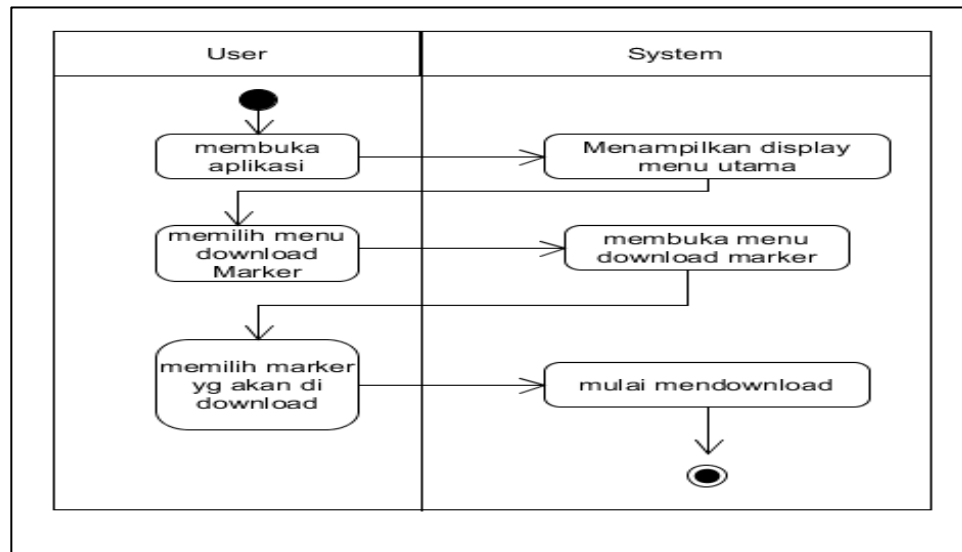 User
System
membuka
aplikasi
Menampilkan display
menu utama
memilih menu
download
Marker
membuka menu
download marker
memilih marker
yg akan di
download
mulai mendownload